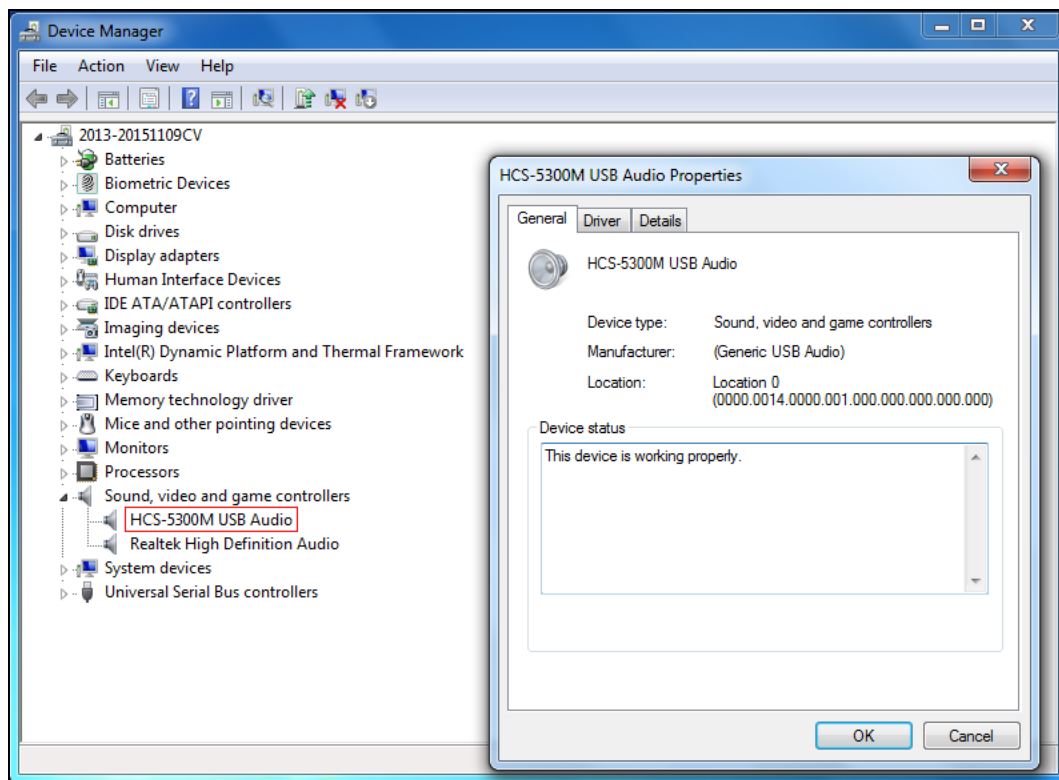 Device Manager
File Action View Help
2013-20151109CV
Batteries
Biometric Devices
Computer
Disk drives
Display adapters
Human Interface Devices
IDE ATA/ATAPI controllers
Imaging devices
Intel(R) Dynamic Platform and Thermal Framework
Keyboards
Memory technology driver
Mice and other pointing devices
Monitors
Processors
Sound, video and game controllers
HCS-5300M USB Audio
Realtek High Definition Audio
System devices
Universal Serial Bus controllers
HCS-5300M USB Audio Properties
General Driver Details
HCS-5300M USB Audio
Device type: Sound, video and game controllers
Manufacturer: (Generic USB Audio)
Location: Location 0
(0000.0014.0000.001.000.000.000.000.000)
Device status
This device is working properly.
OK Cancel